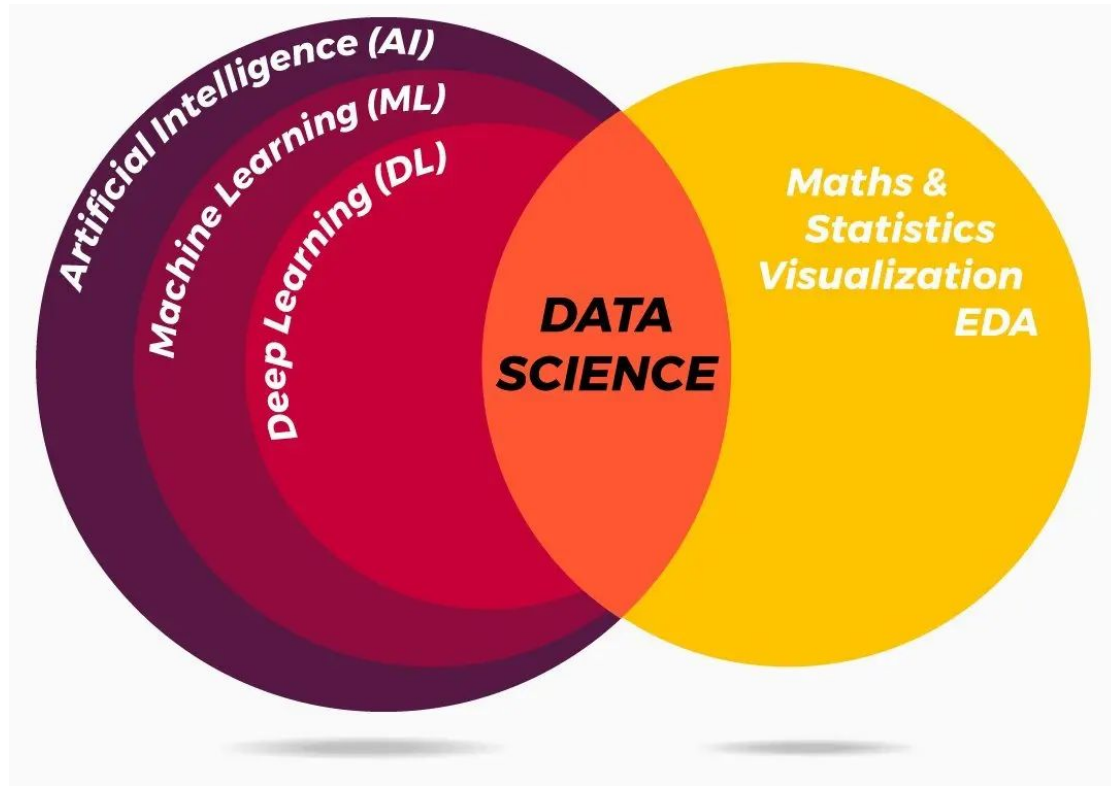 Artificial Intelligence (AI)
Machine Learning (ML)
Deep Learning (DL)
DATA
SCIENCE
Maths &
Statistics
Visualization
EDA